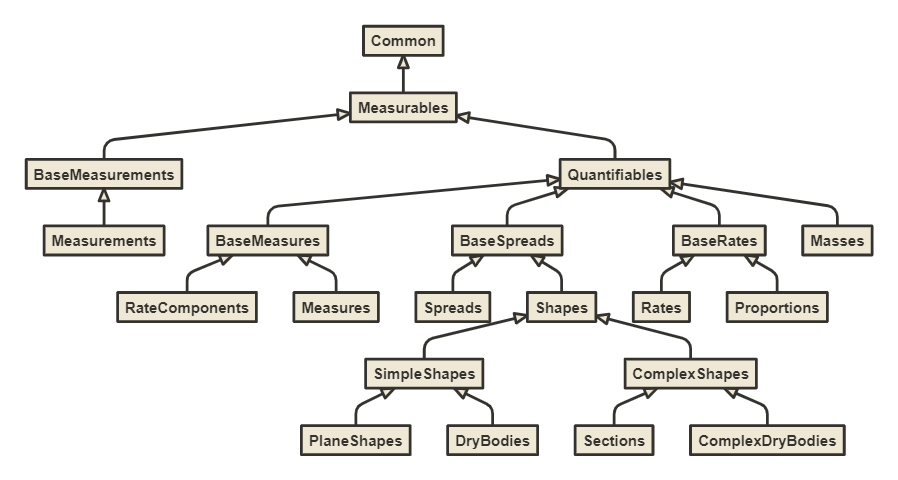 Common
Measurables
BaseMeasurements
Quantifiables
Measurements
BaseMeasures
BaseSpreads
BaseRates
Masses
RateComponents
Measures
Spreads
Shapes
Rates
Proportions
SimpleShapes
ComplexShapes
PlaneShapes
DryBodies
Sections
ComplexDryBodies